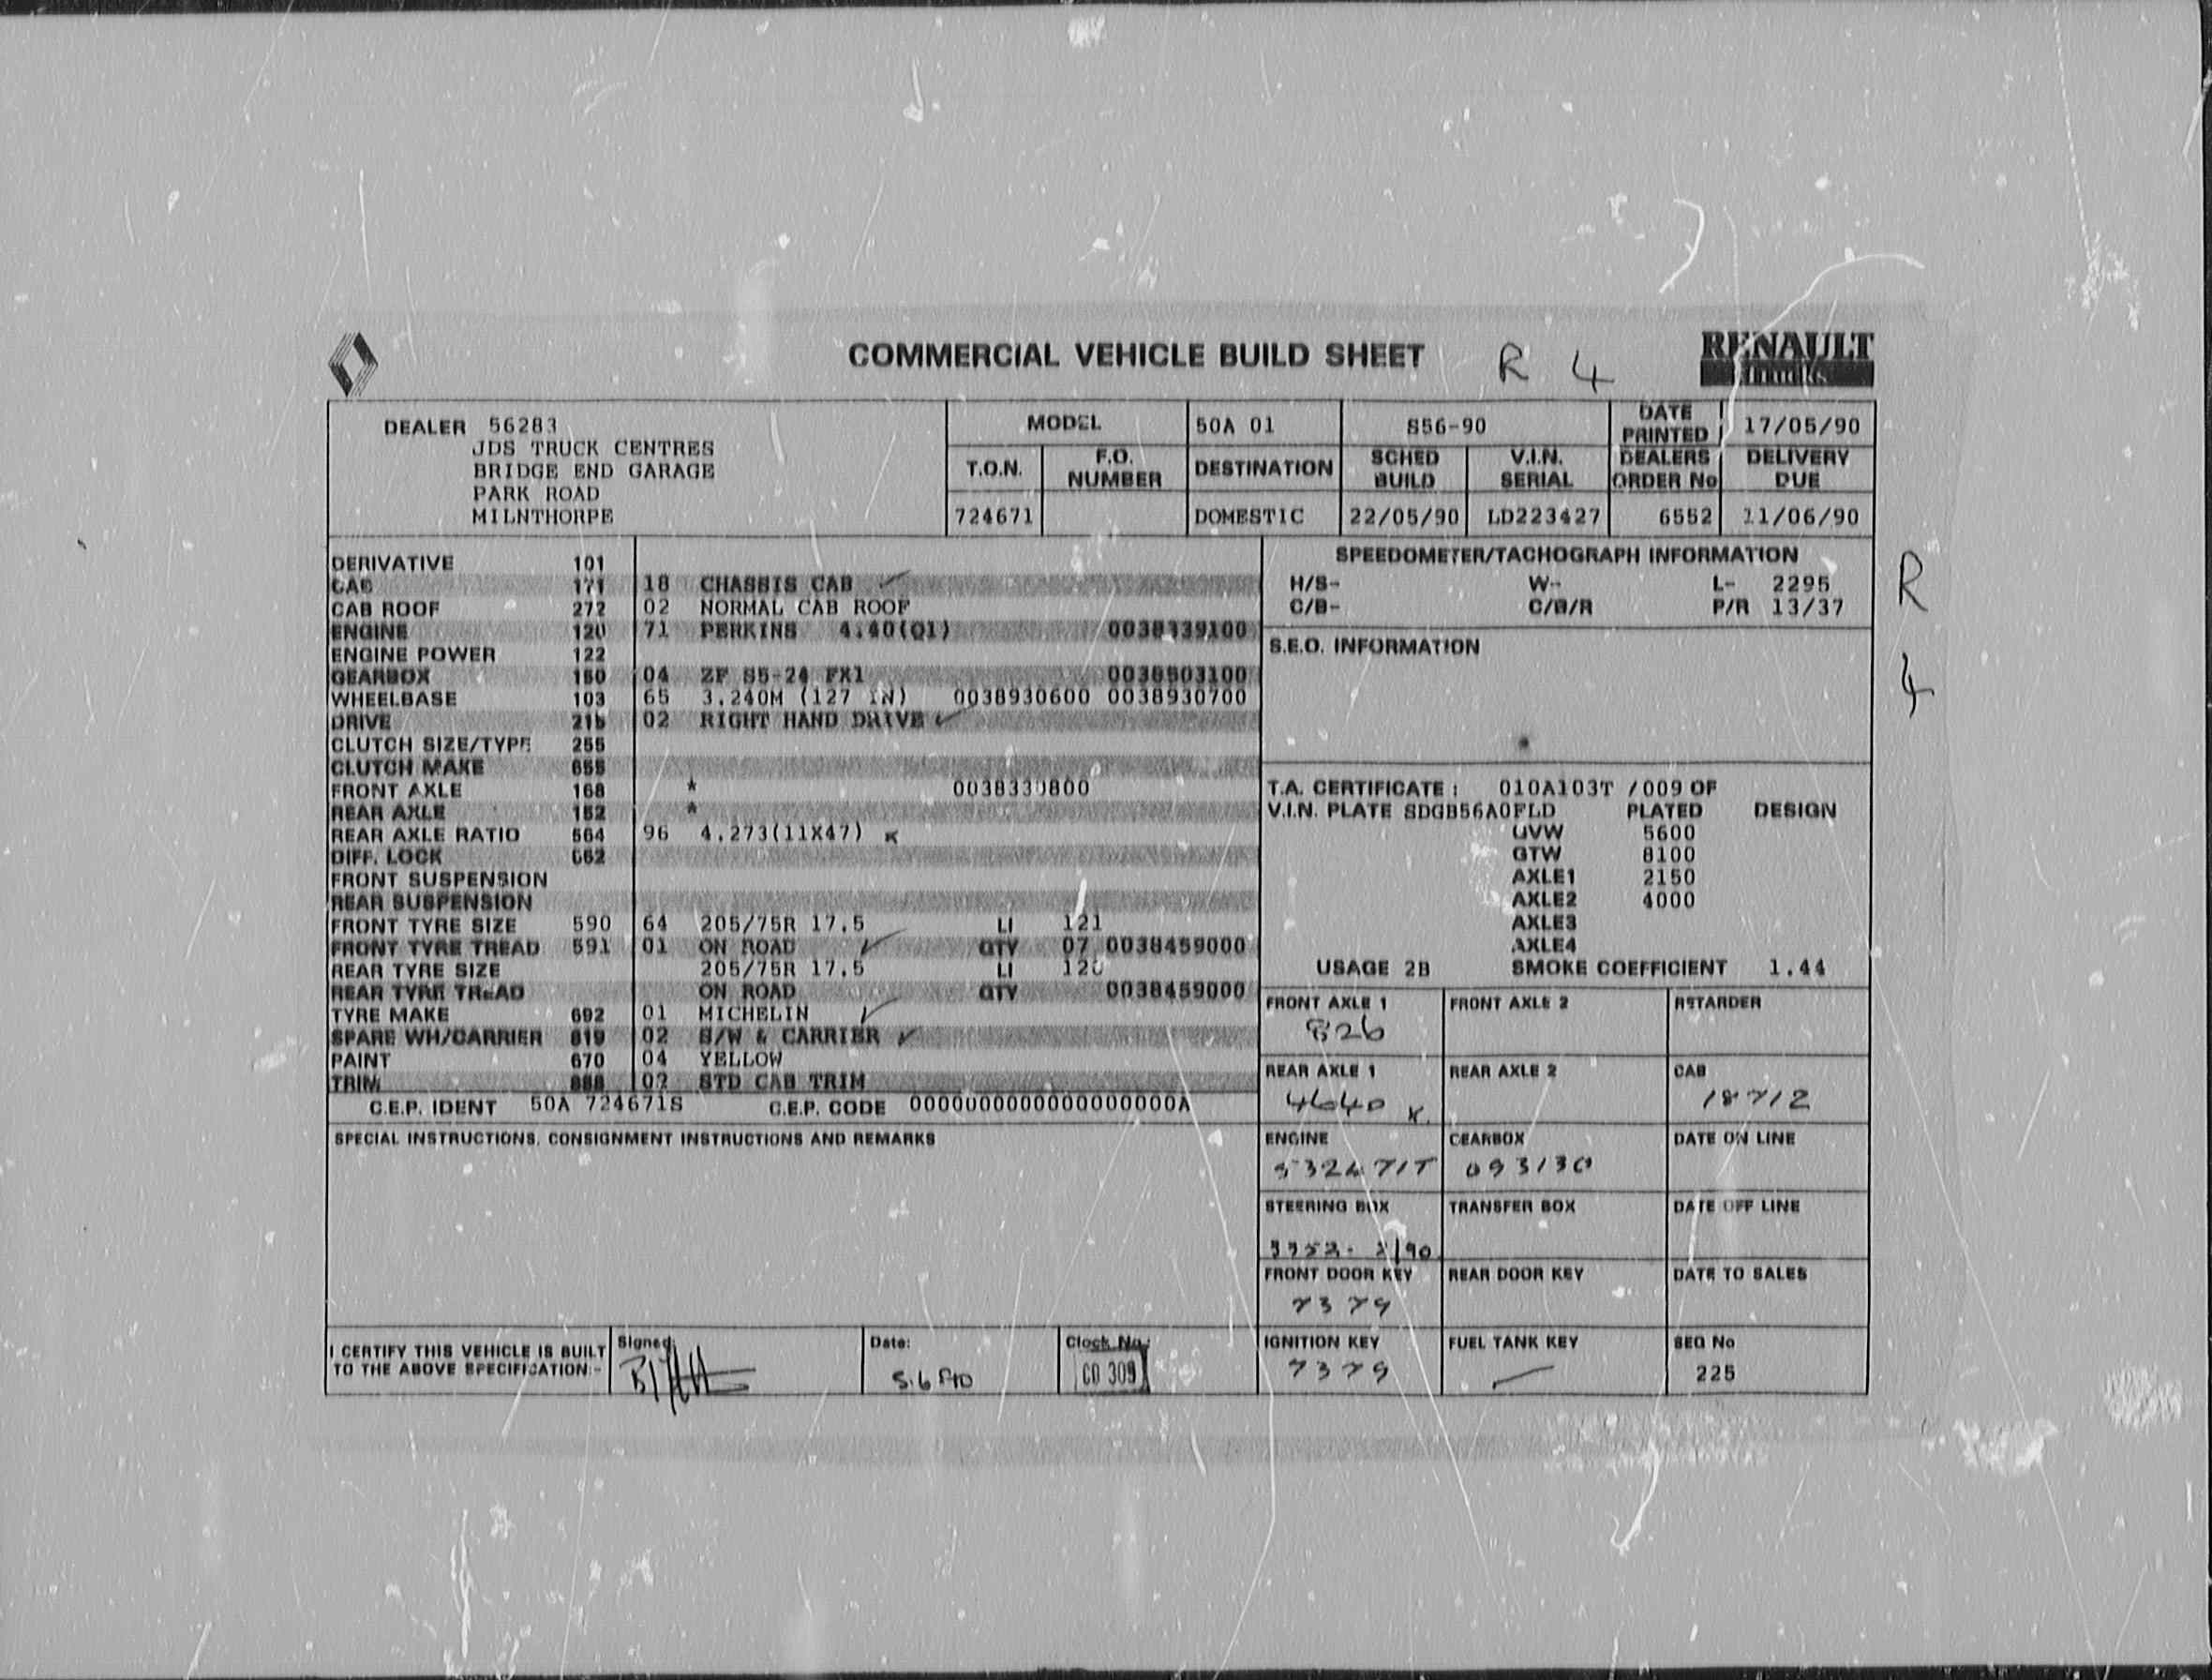 COMMERCIAL VEHICLE BUILD SHEET R 4
RENAULT
Trucks
DEALER 56283
JDS TRUCK CENTRES
BRIDGE END GARAGE
PARK ROAD
MILNTHORPE
MODEL 50A 01 S56-90 DATE PRINTED 17/05/90
T.O.N. F.O. NUMBER DESTINATION SCHED BUILD V.I.N. SERIAL DEALERS ORDER No DELIVERY DUE
724671 DOMESTIC 22/05/90 LD223427 6552 11/06/90
DERIVATIVE 101
CAB 171 18 CHASSIS CAB ✓
CAB ROOF 272 02 NORMAL CAB ROOF
ENGINE 120 71 PERKINS 4.40(Q1) 0038339100
ENGINE POWER 122
GEARBOX 150 04 ZF S5-24 FX1 0038503100
WHEELBASE 103 65 3.240M (127 IN) 0038930600 0038930700
DRIVE 215 02 RIGHT HAND DRIVE ✓
CLUTCH SIZE/TYPE 255
CLUTCH MAKE 655
FRONT AXLE 168 * 0038330800
REAR AXLE 152 *
REAR AXLE RATIO 564 96 4.273(11X47)
DIFF. LOCK 662
FRONT SUSPENSION
REAR SUSPENSION
FRONT TYRE SIZE 590 64 205/75R 17.5 LI 121
FRONT TYRE TREAD 591 01 ON ROAD ✓ QTY 07 0038459000
REAR TYRE SIZE 205/75R 17.5 LI 120
REAR TYRE TREAD ON ROAD QTY 0038459000
TYRE MAKE 692 01 MICHELIN ✓
SPARE WH/CARRIER 619 02 S/W & CARRIER ✓
PAINT 670 04 YELLOW
TRIM 02 STD CAB TRIM
C.E.P. IDENT 50A 724671S C.E.P. CODE 00000000000000000000A
SPECIAL INSTRUCTIONS, CONSIGNMENT INSTRUCTIONS AND REMARKS
SPEEDOMETER/TACHOGRAPH INFORMATION
H/S- W-- L- 2295
C/B- C/B/R P/R 13/37
R
4
S.E.O. INFORMATION
T.A. CERTIFICATE : 010A103T /009 OF
V.I.N. PLATE SDGB56A0FLD PLATED DESIGN
GVW 5600
GTW 8100
AXLE1 2150
AXLE2 4000
AXLE3
AXLE4
USAGE 2B SMOKE COEFFICIENT 1.44
FRONT AXLE 1 FRONT AXLE 2 RETARDER
826
REAR AXLE 1 REAR AXLE 2 CAB
4640 18712
ENGINE GEARBOX DATE ON LINE
093130
STEERING BOX TRANSFER BOX DATE OFF LINE
FRONT DOOR KEY REAR DOOR KEY DATE TO SALES
7379
IGNITION KEY FUEL TANK KEY SEQ No
7379 — 225
I CERTIFY THIS VEHICLE IS BUILT
TO THE ABOVE SPECIFICATION:-
Signed: Date: Clock No.:
CO 309